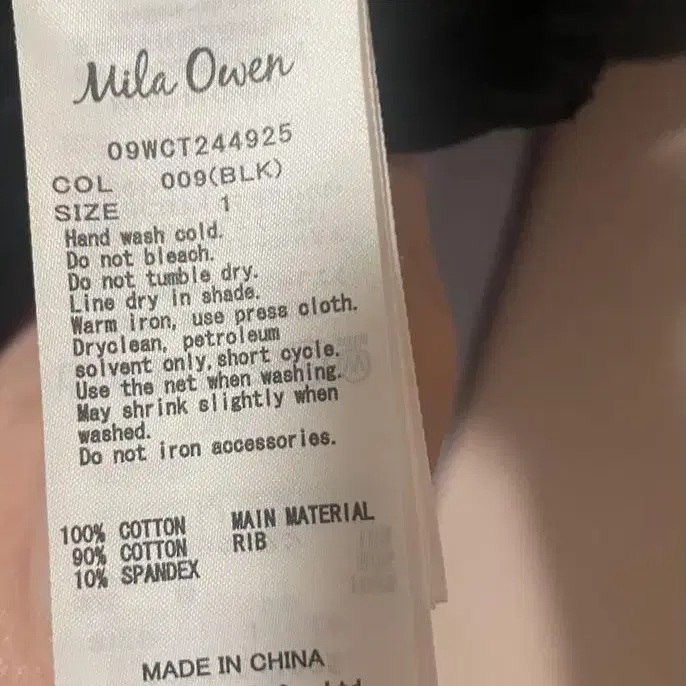 Mila Owen
09WCT244925
COL 009(BLK)
SIZE 1
Hand wash cold.
Do not bleach.
Do not tumble dry.
Line dry in shade.
Warm iron, use press cloth.
Dryclean, petroleum
solvent only, short cycle.
Use the net when washing.
May shrink slightly when
washed.
Do not iron accessories.
100% COTTON MAIN MATERIAL
90% COTTON RIB
10% SPANDEX
MADE IN CHINA